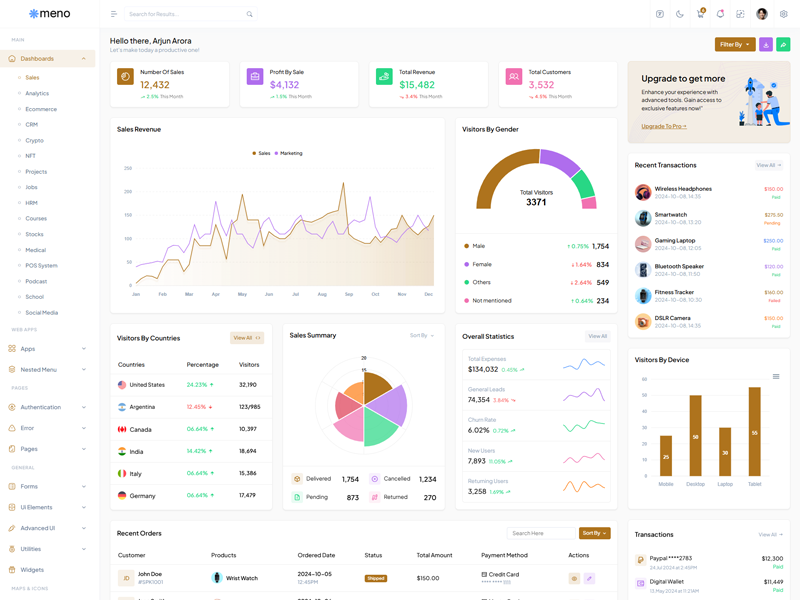 meno
Search for Results...
4
MAIN
Dashboards
Sales
Analytics
Ecommerce
CRM
Crypto
NFT
Projects
Jobs
HRM
Courses
Stocks
Medical
POS System
Podcast
School
Social Media
WEB APPS
Apps
Nested Menu
PAGES
Authentication
Error
Pages
GENERAL
Forms
Ui Elements
Advanced UI
Utilities
Widgets
MAPS & ICONS
Hello there, Arjun Arora
Let's make today a productive one!
Filter By
Number Of Sales
12,432
2.5% This Month
Profit By Sale
$4,132
1.5% This Month
Total Revenue
$15,482
3.4% This Month
Total Customers
3,532
4.5% This Month
Upgrade to get more
Enhance your experience with
advanced tools. Gain access to
exclusive features now!"
Upgrade To Pro
Sales Revenue
Sales Marketing
250
200
150
100
50
0
Jan Feb Mar Apr May Jun Jul Aug Sep Oct Nov Dec
Visitors By Gender
Total Visitors
3371
Male 0.75% 1,754
Female 1.64% 834
Others 2.64% 549
Not mentioned 0.64% 234
Recent Transactions View All
Wireless Headphones $150.00
2024-10-08, 14:35 Paid
Smartwatch $275.50
2024-10-08, 13:20 Pending
Gaming Laptop $250.00
2024-10-08, 12:05 Paid
Bluetooth Speaker $120.00
2024-10-08, 11:50 Paid
Fitness Tracker $140.00
2024-10-08, 10:30 Failed
DSLR Camera $150.00
2024-10-08, 14:35 Paid
Visitors By Countries View All
Countries Percentage Visitors
United States 24.23% 32,190
Argentina 12.45% 123/985
Canada 06.64% 10,397
India 14.42% 18,694
Italy 06.64% 15,386
Germany 06.64% 17,479
Sales Summary Sort By
20
15
Delivered 1,754
Cancelled 1,234
Pending 873
Returned 270
Overall Statistics View All
Total Expenses
$134,032 0.45%
General Leads
74,354 3.84%
Churn Rate
6.02% 0.72%
New Users
7,893 0.05%
Returning Users
3,258 1.69%
Visitors By Device
60
50
40
30
20
10
0
25
50
30
55
Mobile Desktop Laptop Tablet
Recent Orders Search Here Sort By
Customer Products Ordered Date Status Total Amount Payment Method Actions
JD John Doe Wrist Watch 2024-10-05 Shipped $150.00 Credit Card
#SPK1001 12:45PM
Transactions View All
Paypal ****2783 $12,300
24 Jul 2024 at 2:49PM Paid
Digital Wallet $11,449
13, May 2024 at 11:23AM Paid